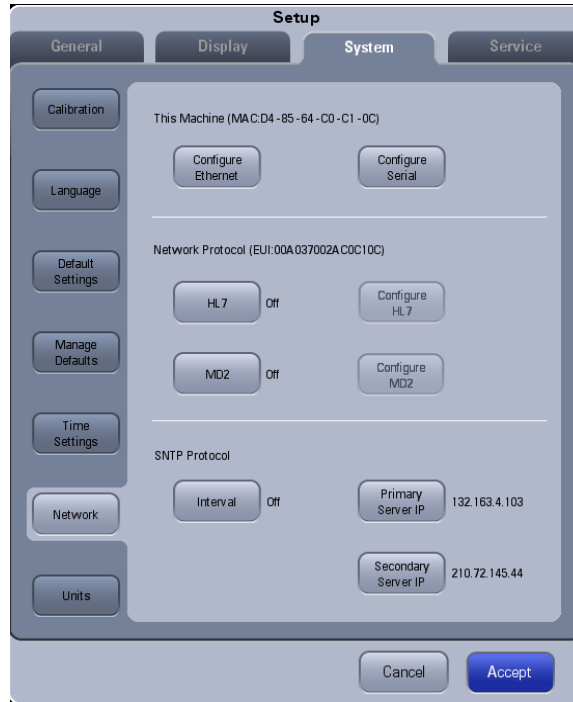 Setup
General
Display
System
Service
Calibration
Language
Default
Settings
Manage
Defaults
Time
Settings
Network
Units
This Machine (MAC:D4-85-64-C0-C1-0C)
Configure
Ethernet
Configure
Serial
Network Protocol (EUI:00A037002AC0C10C)
HL7
Off
Configure
HL7
MD2
Off
Configure
MD2
SNTP Protocol
Interval
Off
Primary
Server IP
132.163.4.103
Secondary
Server IP
210.72.145.44
Cancel
Accept